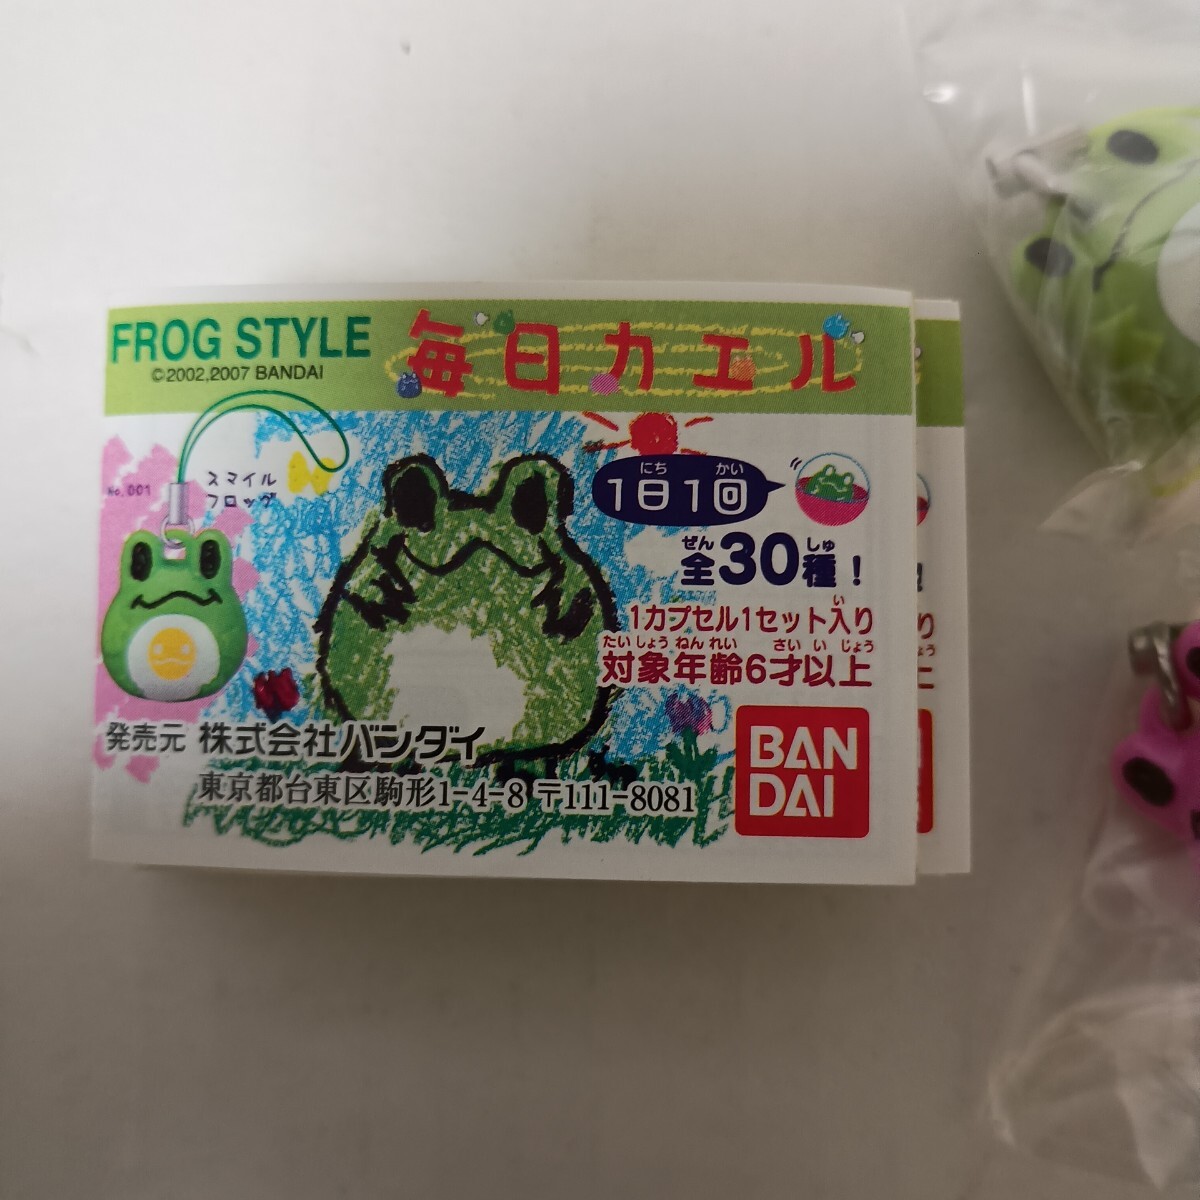 FROG STYLE
©2002,2007 BANDAI
毎日カエル
No.001
スマイル
フロッグ
にち かい
1日1回
ぜん しゅ
全30種!
い
1カプセル1セット入り
たいしょうねんれい さいいじょう
対象年齢6才以上
発売元 株式会社バンダイ
東京都台東区駒形1-4-8 〒111-8081
BAN
DAI